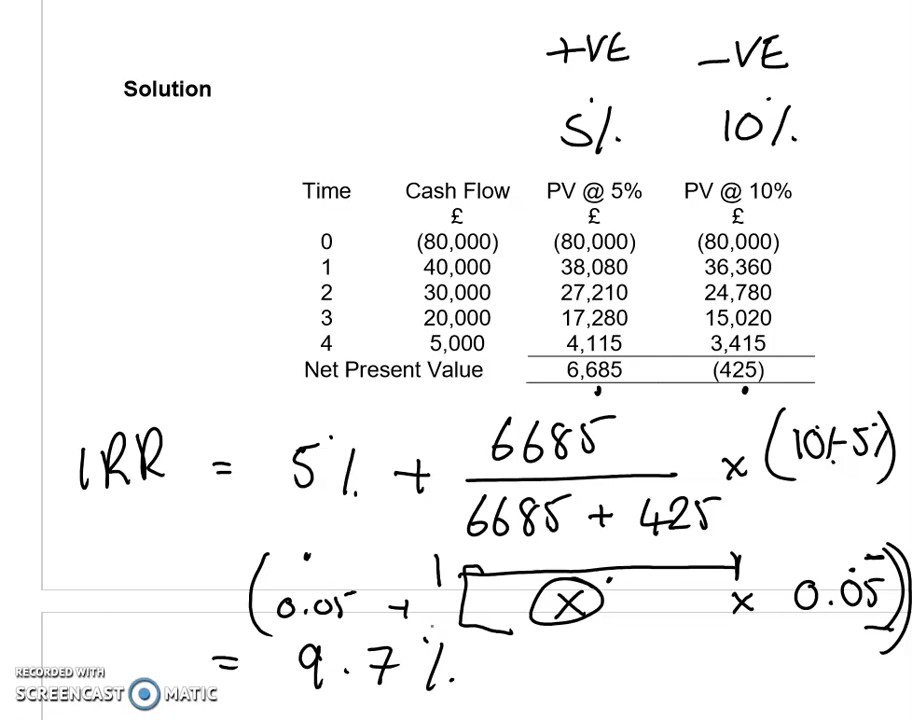 +VE −VE
Solution
5% 10%
Time Cash Flow PV @ 5% PV @ 10%
£ £ £
0 (80,000) (80,000) (80,000)
1 40,000 38,080 36,360
2 30,000 27,210 24,780
3 20,000 17,280 15,020
4 5,000 4,115 3,415
Net Present Value 6,685 (425)
IRR = 5% + 6685 × (10%-5%)
6685 + 425
(0.05 + [ x × 0.05))
= 9.7%
RECORDED WITH
SCREENCAST O MATIC